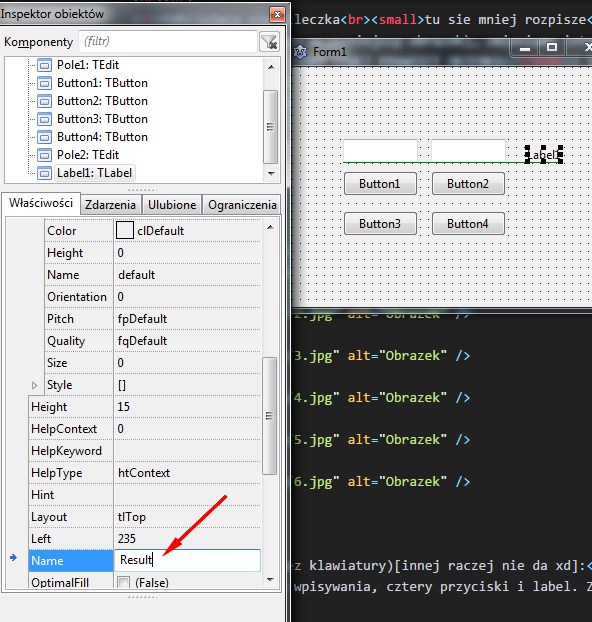 Inspektor obiektów
Komponenty (filtr)
Pole1: TEdit
Button1: TButton
Button2: TButton
Button3: TButton
Button4: TButton
Pole2: TEdit
Label1: TLabel
Właściwości Zdarzenia Ulubione Ograniczenia
Color clDefault
Height 0
Name default
Orientation 0
Pitch fpDefault
Quality fqDefault
Size 0
Style []
Height 15
HelpContext 0
HelpKeyword
HelpType htContext
Hint
Layout tlTop
Left 235
Name Result
OptimalFill (False)
leczka<br><small>tu sie mniej rozpisze<
Form1
Label1
Button1 Button2
Button3 Button4
2.jpg" alt="Obrazek" />
3.jpg" alt="Obrazek" />
4.jpg" alt="Obrazek" />
5.jpg" alt="Obrazek" />
6.jpg" alt="Obrazek" />
ez klawiatury)[innej raczej nie da xd]:<
wpisywania, cztery przyciski i label. Z